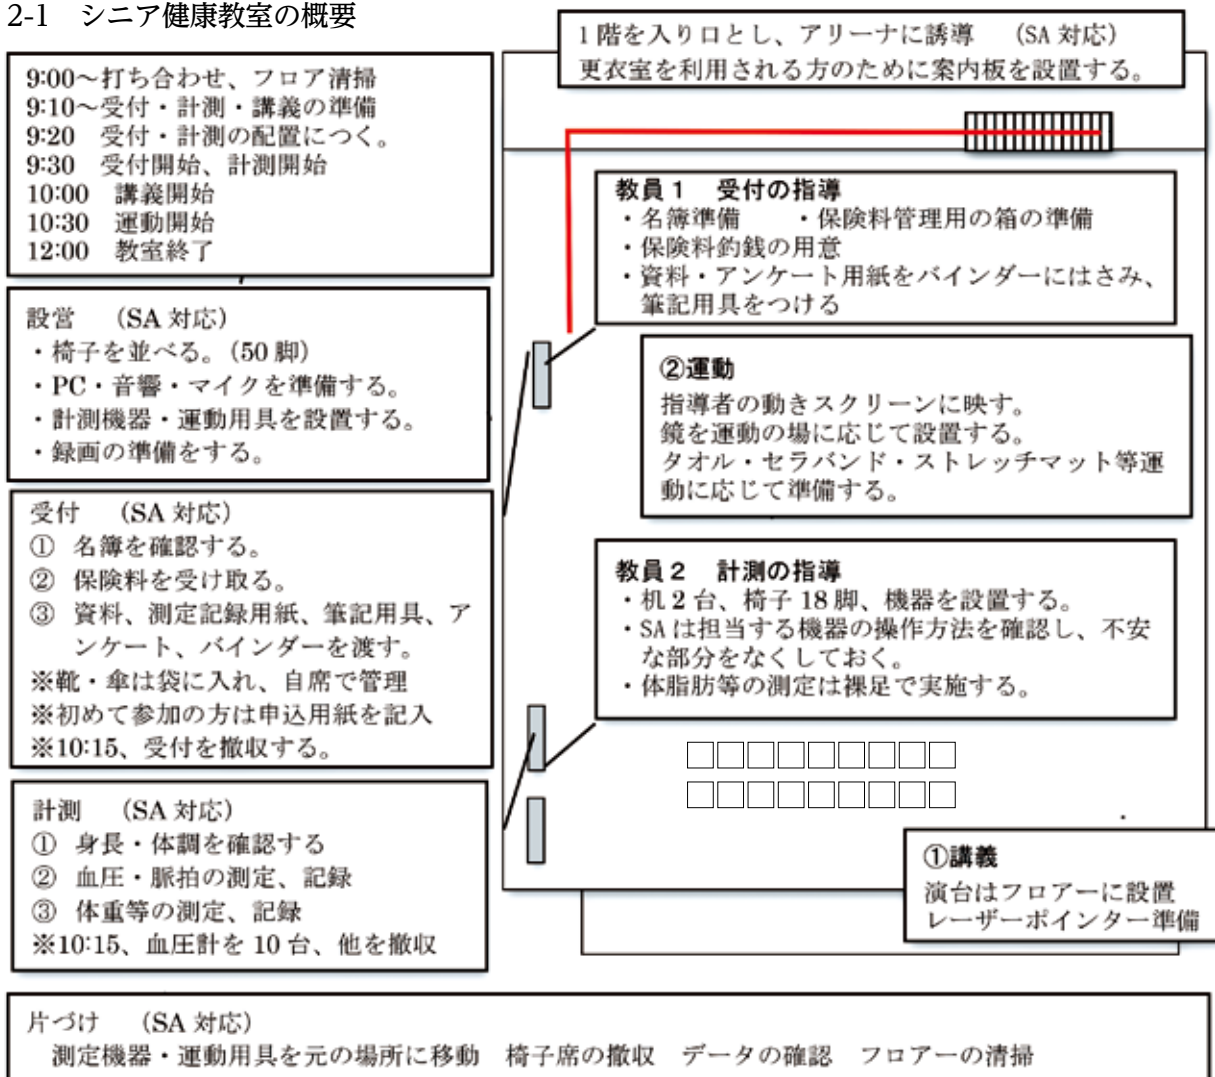 2-1 シニア健康教室の概要
1階を入り口とし、アリーナに誘導 (SA 対応)
更衣室を利用される方のために案内板を設置する。
9:00〜打ち合わせ、フロア清掃
9:10〜受付・計測・講義の準備
9:20 受付・計測の配置につく。
9:30 受付開始、計測開始
10:00 講義開始
10:30 運動開始
12:00 教室終了
教員1 受付の指導
・名簿準備 ・保険料管理用の箱の準備
・保険料釣銭の用意
・資料・アンケート用紙をバインダーにはさみ、
筆記用具をつける
設営 (SA 対応)
・椅子を並べる。(50 脚)
・PC・音響・マイクを準備する。
・計測機器・運動用具を設置する。
・録画の準備をする。
②運動
指導者の動きスクリーンに映す。
鏡を運動の場に応じて設置する。
タオル・セラバンド・ストレッチマット等運
動に応じて準備する。
受付 (SA 対応)
① 名簿を確認する。
② 保険料を受け取る。
③ 資料、測定記録用紙、筆記用具、ア
ンケート、バインダーを渡す。
※靴・傘は袋に入れ、自席で管理
※初めて参加の方は申込用紙を記入
※10:15、受付を撤収する。
教員2 計測の指導
・机2台、椅子18脚、機器を設置する。
・SAは担当する機器の操作方法を確認し、不安
な部分をなくしておく。
・体脂肪等の測定は裸足で実施する。
計測 (SA 対応)
① 身長・体調を確認する
② 血圧・脈拍の測定、記録
③ 体重等の測定、記録
※10:15、血圧計を10台、他を撤収
①講義
演台はフロアーに設置
レーザーポインター準備
片づけ (SA 対応)
測定機器・運動用具を元の場所に移動 椅子席の撤収 データの確認 フロアーの清掃